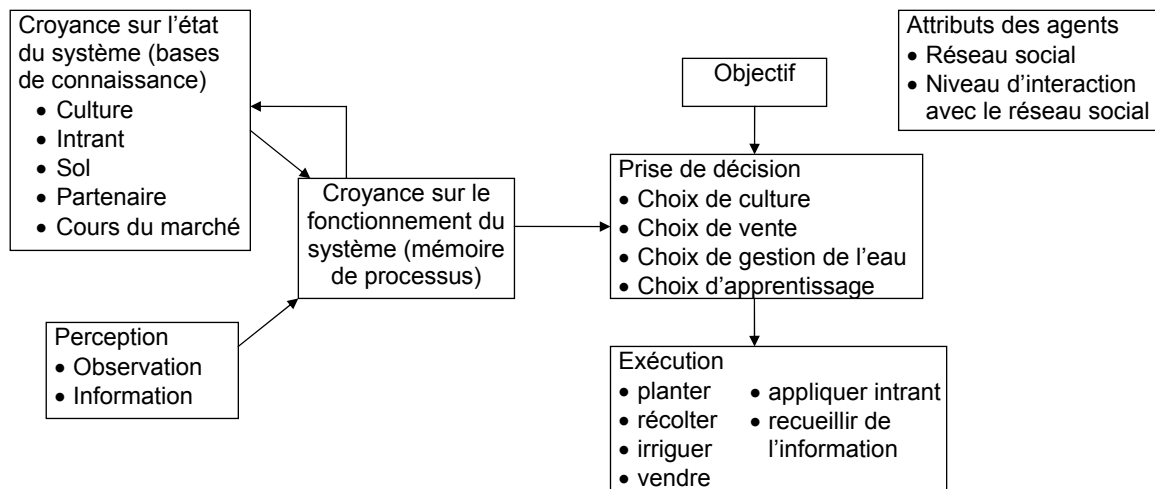 Croyance sur l’état
du système (bases
de connaissance)
• Culture
• Intrant
• Sol
• Partenaire
• Cours du marché
Perception
• Observation
• Information
Croyance sur le
fonctionnement du
système (mémoire
de processus)
Objectif
Prise de décision
• Choix de culture
• Choix de vente
• Choix de gestion de l’eau
• Choix d’apprentissage
Exécution
• planter
• récolter
• irriguer
• vendre
• appliquer intrant
• recueillir de
l’information
Attributs des agents
• Réseau social
• Niveau d’interaction
avec le réseau social